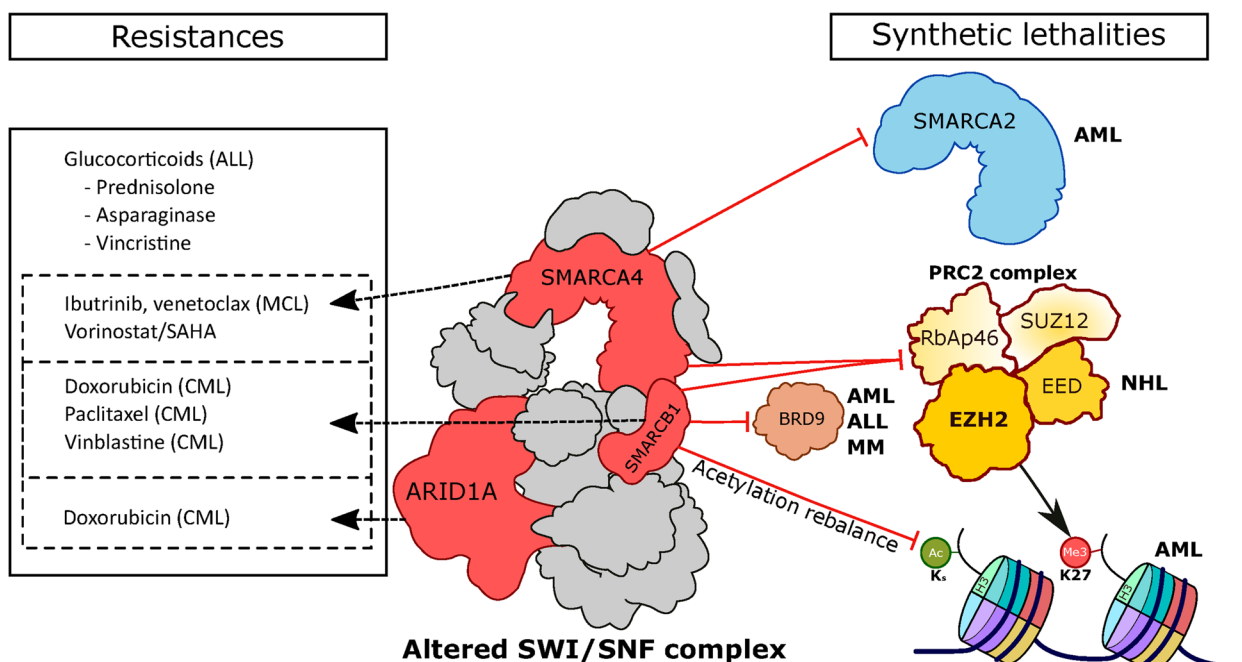 Resistances
Synthetic lethalities
Glucocorticoids (ALL)
- Prednisolone
- Asparaginase
- Vincristine
Ibutrinib, venetoclax (MCL)
Vorinostat/SAHA
Doxorubicin (CML)
Paclitaxel (CML)
Vinblastine (CML)
Doxorubicin (CML)
SMARCA4
SMARCB1
ARID1A
Altered SWI/SNF complex
SMARCA2
AML
PRC2 complex
RbAp46
SUZ12
EED
EZH2
NHL
BRD9
AML
ALL
MM
Acetylation rebalance
Ac
Ks
H3
Me3
K27
H3
AML